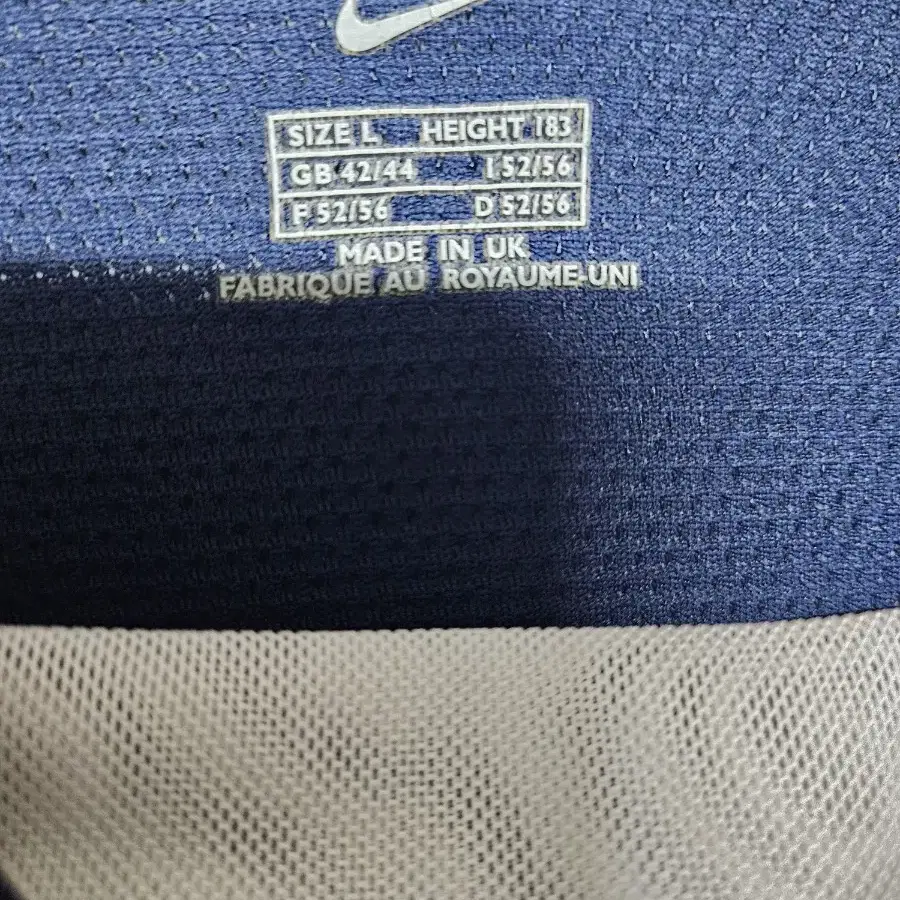 SIZE L HEIGHT 183
GB 42/44 I 52/56
F 52/56 D 52/56
MADE IN UK
FABRIQUE AU ROYAUME-UNI